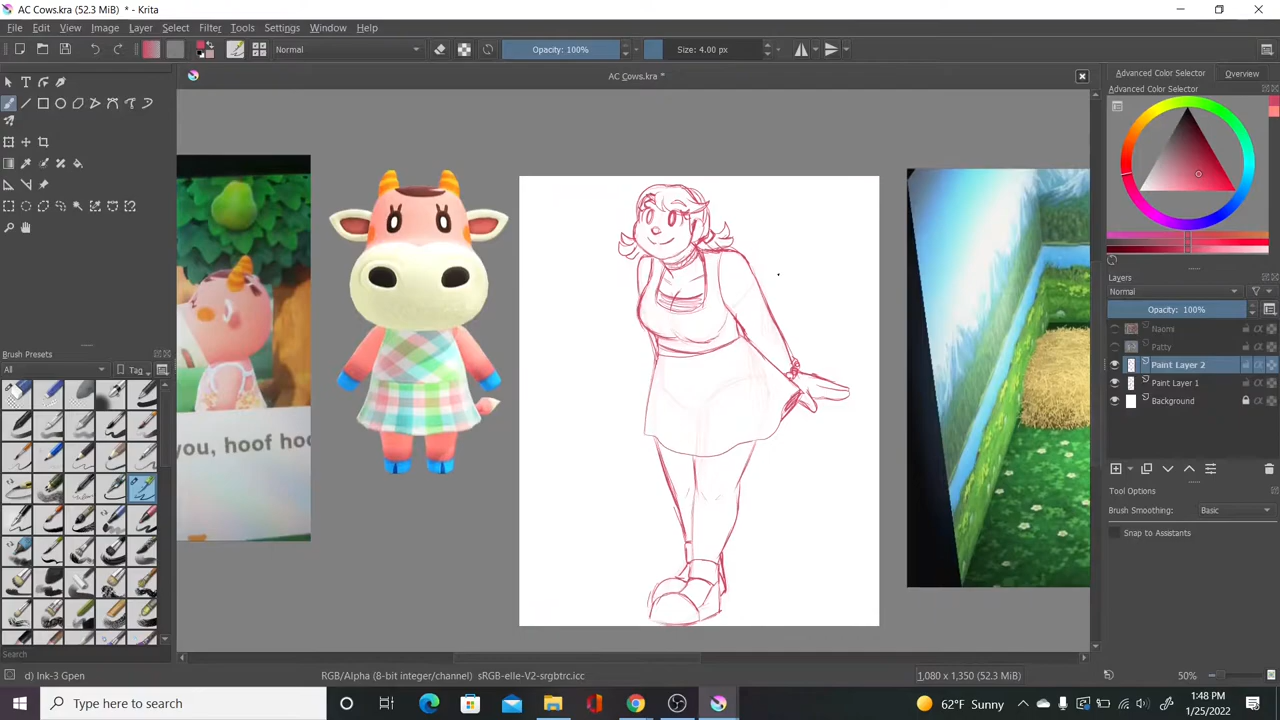 AC Cows.kra (52.3 MiB) * - Krita
File Edit View Image Layer Select Filter Tools Settings Window Help
Normal
Opacity: 100%
Size: 4.00 px
AC Cows.kra *
Advanced Color Selector
Overview
Advanced Color Selector
Layers
Normal
Opacity: 100%
Naomi
Patty
Paint Layer 2
Paint Layer 1
Background
Tool Options
Brush Smoothing: Basic
Snap to Assistants
Brush Presets
All
Tag
Search
you, hoof hoo
d) Ink-3 Gpen
RGB/Alpha (8-bit integer/channel) sRGB-elle-V2-srgbtrc.icc
1,080 x 1,350 (52.3 MiB)
50%
Type here to search
62°F Sunny
1:48 PM
1/25/2022
2